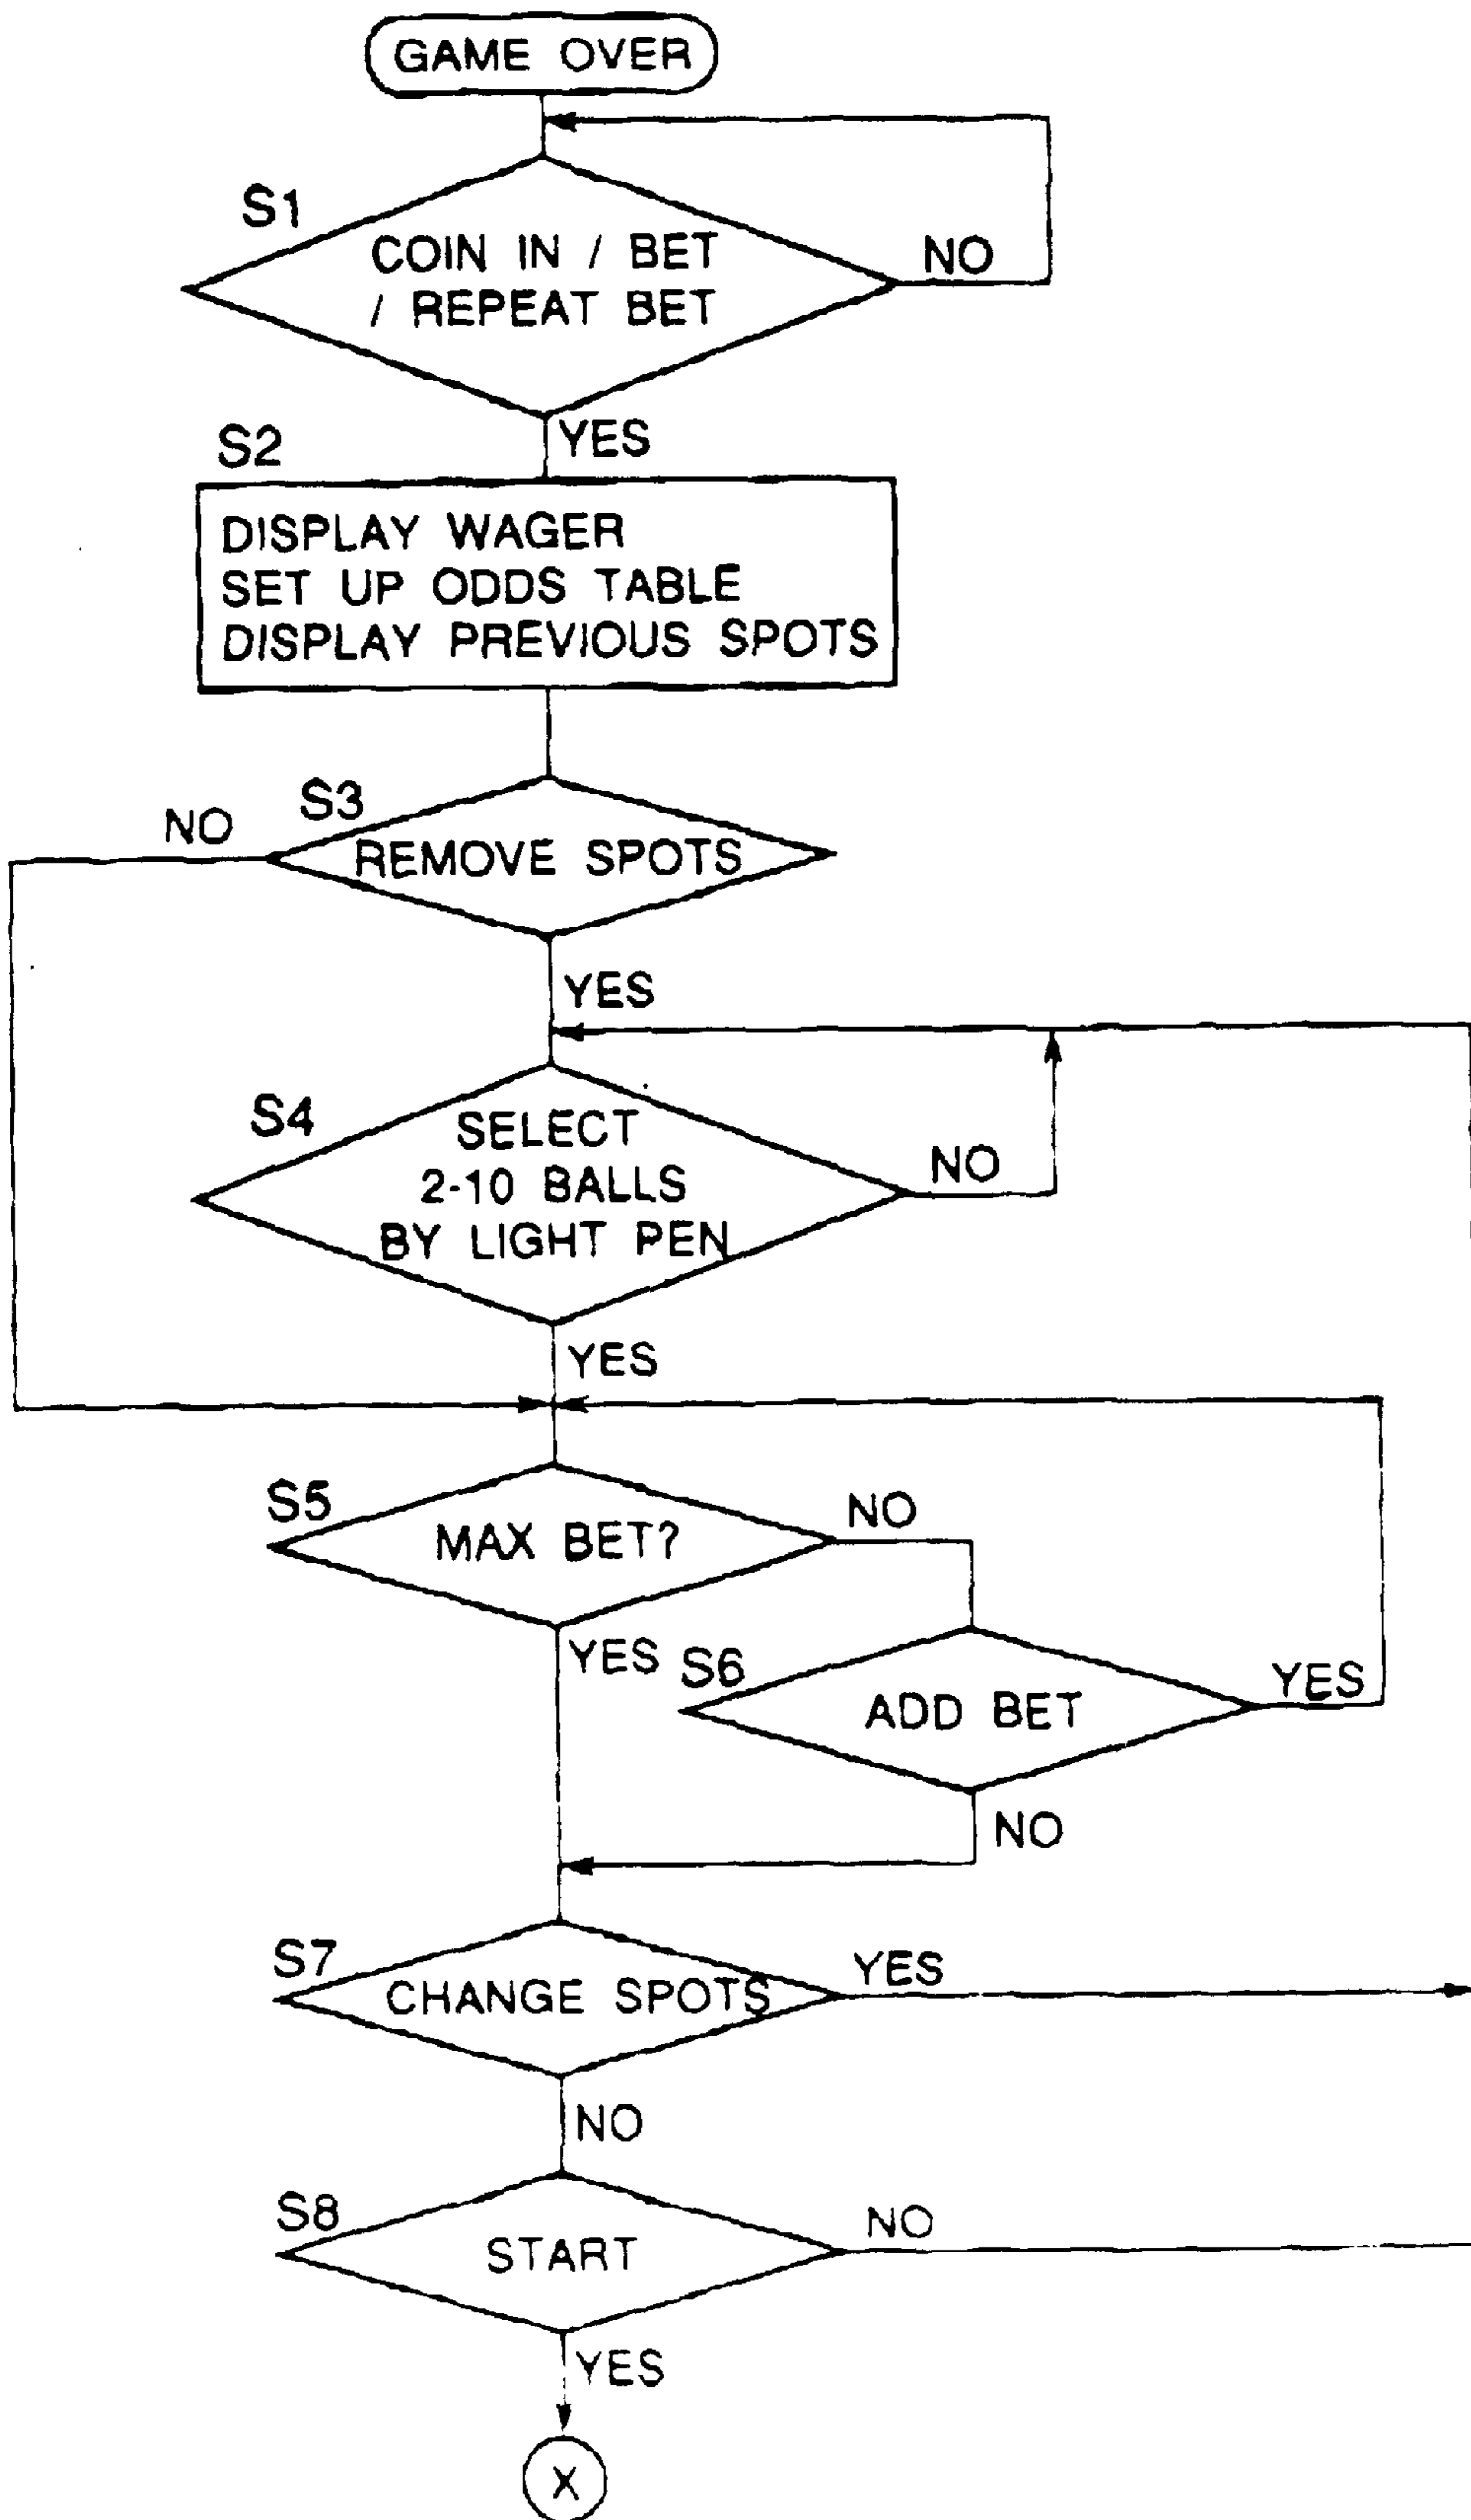 GAME OVER
S1
COIN IN / BET
/ REPEAT BET
NO
YES
S2
DISPLAY WAGER
SET UP ODDS TABLE
DISPLAY PREVIOUS SPOTS
S3
NO
REMOVE SPOTS
YES
S4
SELECT
2-10 BALLS
BY LIGHT PEN
NO
YES
S5
MAX BET?
NO
YES
S6
ADD BET
YES
NO
S7
CHANGE SPOTS
YES
NO
S8
START
NO
YES
X